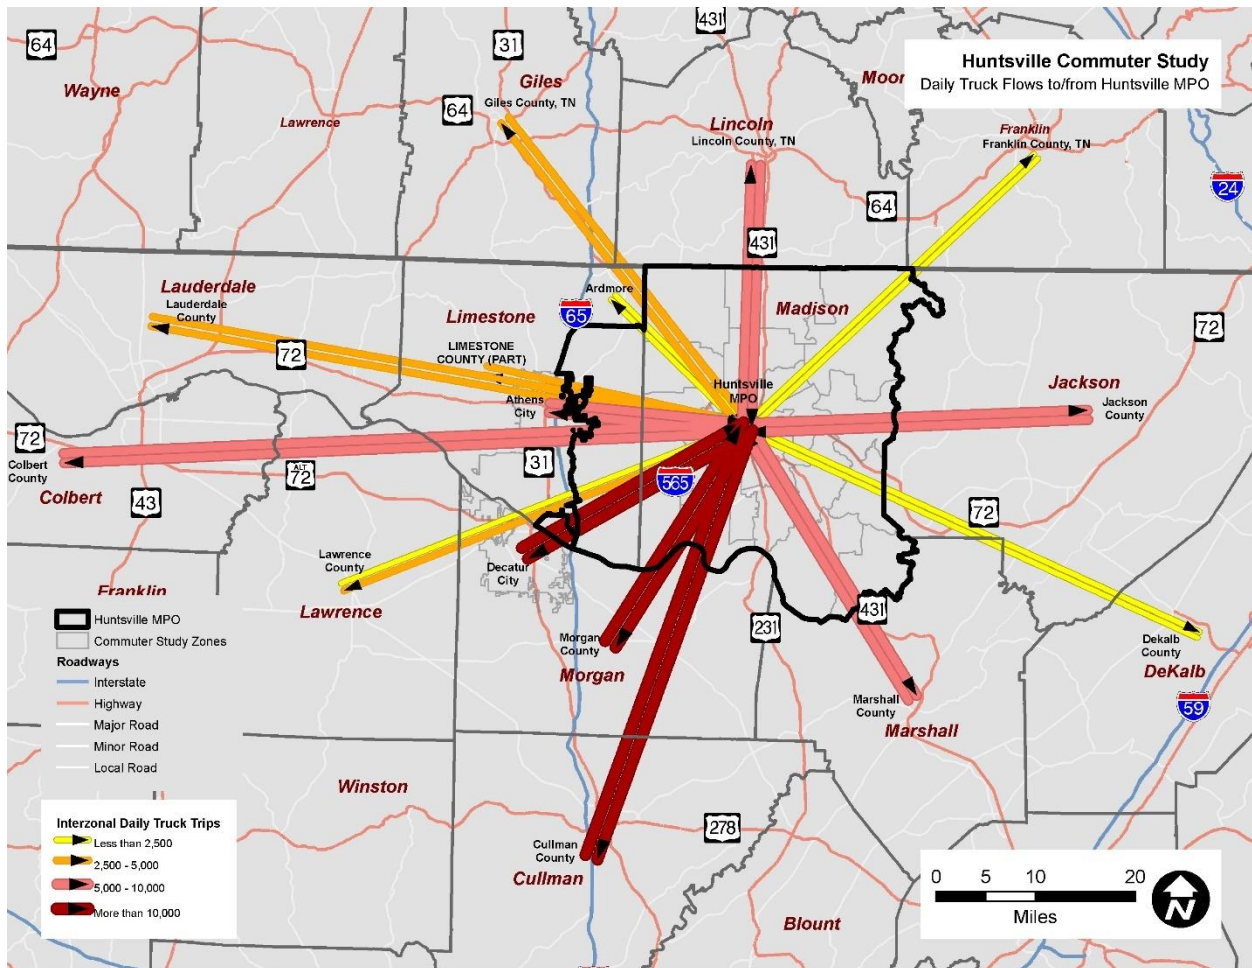 431
64
31
Huntsville Commuter Study
Daily Truck Flows to/from Huntsville MPO
Wayne
Giles
Giles County, TN
Moor
64
Lawrence
Lincoln
Lincoln County, TN
Franklin
Franklin County, TN
24
64
431
Lauderdale
Lauderdale
County
Ardmore
65
Limestone
Madison
72
72
LIMESTONE
COUNTY (PART)
Huntsville
MPO
Jackson
Jackson
County
Athens
City
72
Colbert
County
Colbert
ALT
72
43
31
565
72
Lawrence
County
Lawrence
Decatur
City
Franklin
431
231
Morgan
County
Morgan
Dekalb
County
DeKalb
59
Marshall
County
Marshall
Huntsville MPO
Commuter Study Zones
Roadways
Interstate
Highway
Major Road
Minor Road
Local Road
Winston
278
Cullman
County
Cullman
Blount
Interzonal Daily Truck Trips
Less than 2,500
2,500 - 5,000
5,000 - 10,000
More than 10,000
0 5 10 20
Miles
N